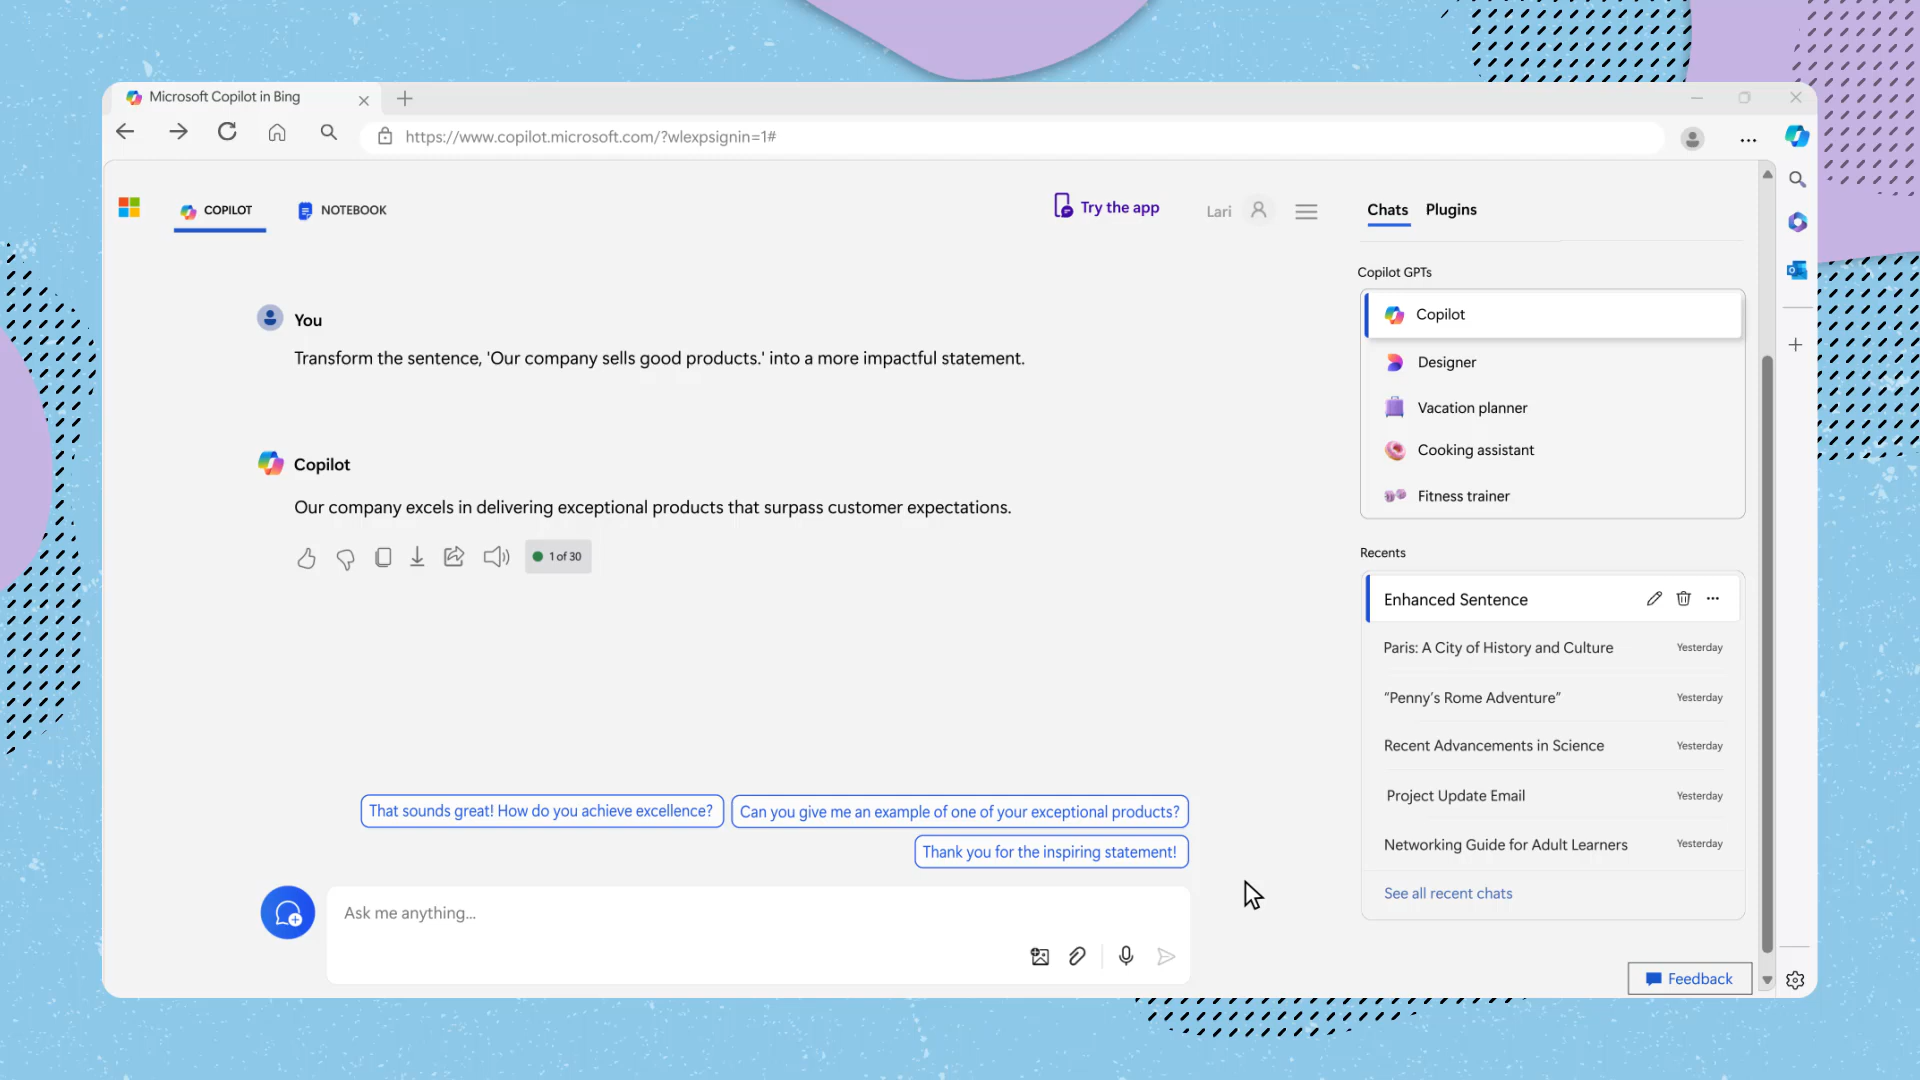 Microsoft Copilot in Bing
https://www.copilot.microsoft.com/?wlexpsignin=1#
COPILOT
NOTEBOOK
Try the app
Lari
Chats
Plugins
You
Transform the sentence, 'Our company sells good products.' into a more impactful statement.
Copilot
Our company excels in delivering exceptional products that surpass customer expectations.
1 of 30
That sounds great! How do you achieve excellence?
Can you give me an example of one of your exceptional products?
Thank you for the inspiring statement!
Ask me anything...
Copilot GPTs
Copilot
Designer
Vacation planner
Cooking assistant
Fitness trainer
Recents
Enhanced Sentence
Paris: A City of History and Culture Yesterday
“Penny’s Rome Adventure” Yesterday
Recent Advancements in Science Yesterday
Project Update Email Yesterday
Networking Guide for Adult Learners Yesterday
See all recent chats
Feedback